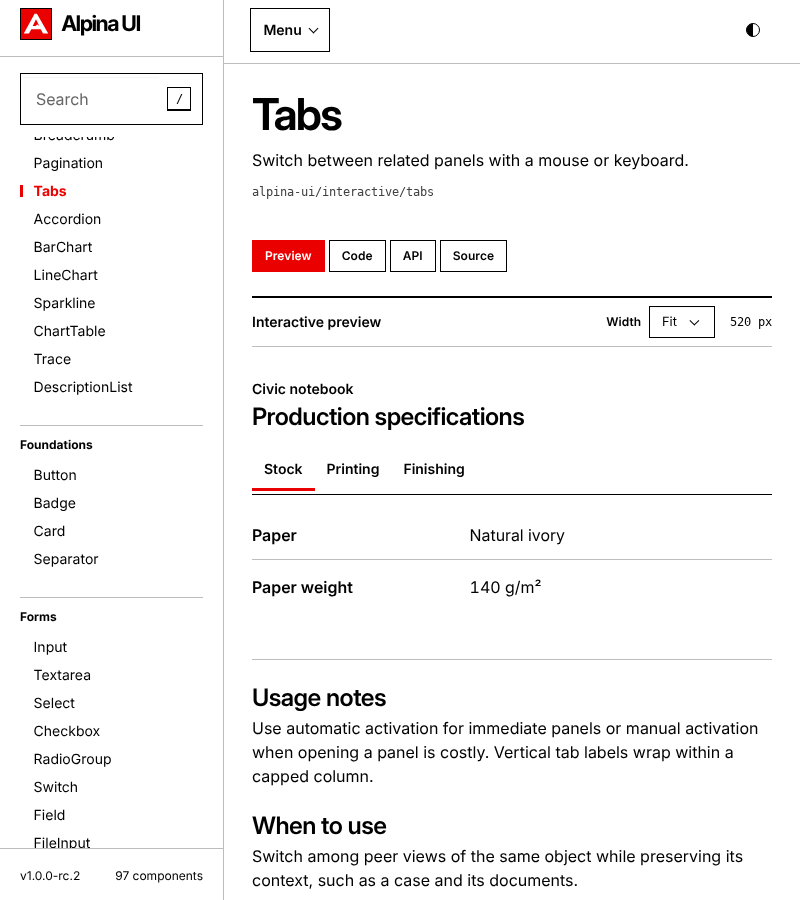 Alpina UI
Search /
Breadcrumb
Pagination
Tabs
Accordion
BarChart
LineChart
Sparkline
ChartTable
Trace
DescriptionList
Foundations
Button
Badge
Card
Separator
Forms
Input
Textarea
Select
Checkbox
RadioGroup
Switch
Field
FileInput
v1.0.0-rc.2 97 components
Menu
Tabs
Switch between related panels with a mouse or keyboard.
alpina-ui/interactive/tabs
Preview Code API Source
Interactive preview Width Fit 520 px
Civic notebook
Production specifications
Stock Printing Finishing
Paper Natural ivory
Paper weight 140 g/m²
Usage notes
Use automatic activation for immediate panels or manual activation
when opening a panel is costly. Vertical tab labels wrap within a
capped column.
When to use
Switch among peer views of the same object while preserving its
context, such as a case and its documents.